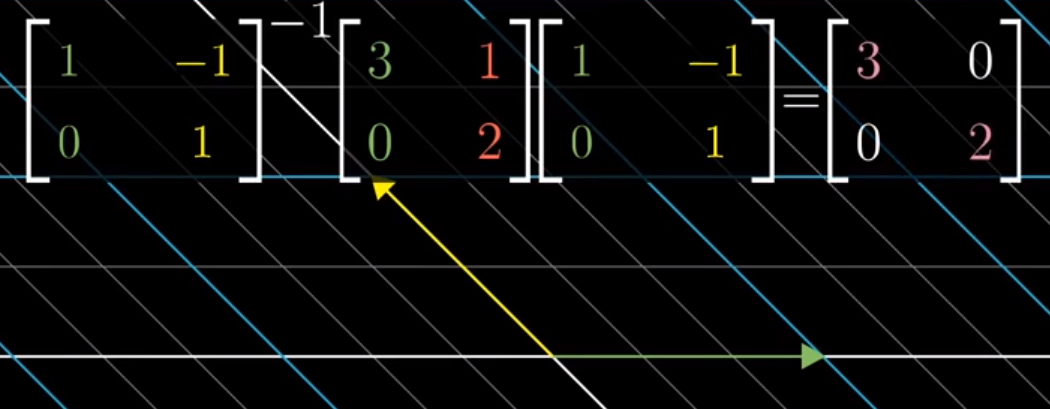 [1 −1; 0 1]⁻¹ [3 1; 0 2] [1 −1; 0 1] = [3 0; 0 2]